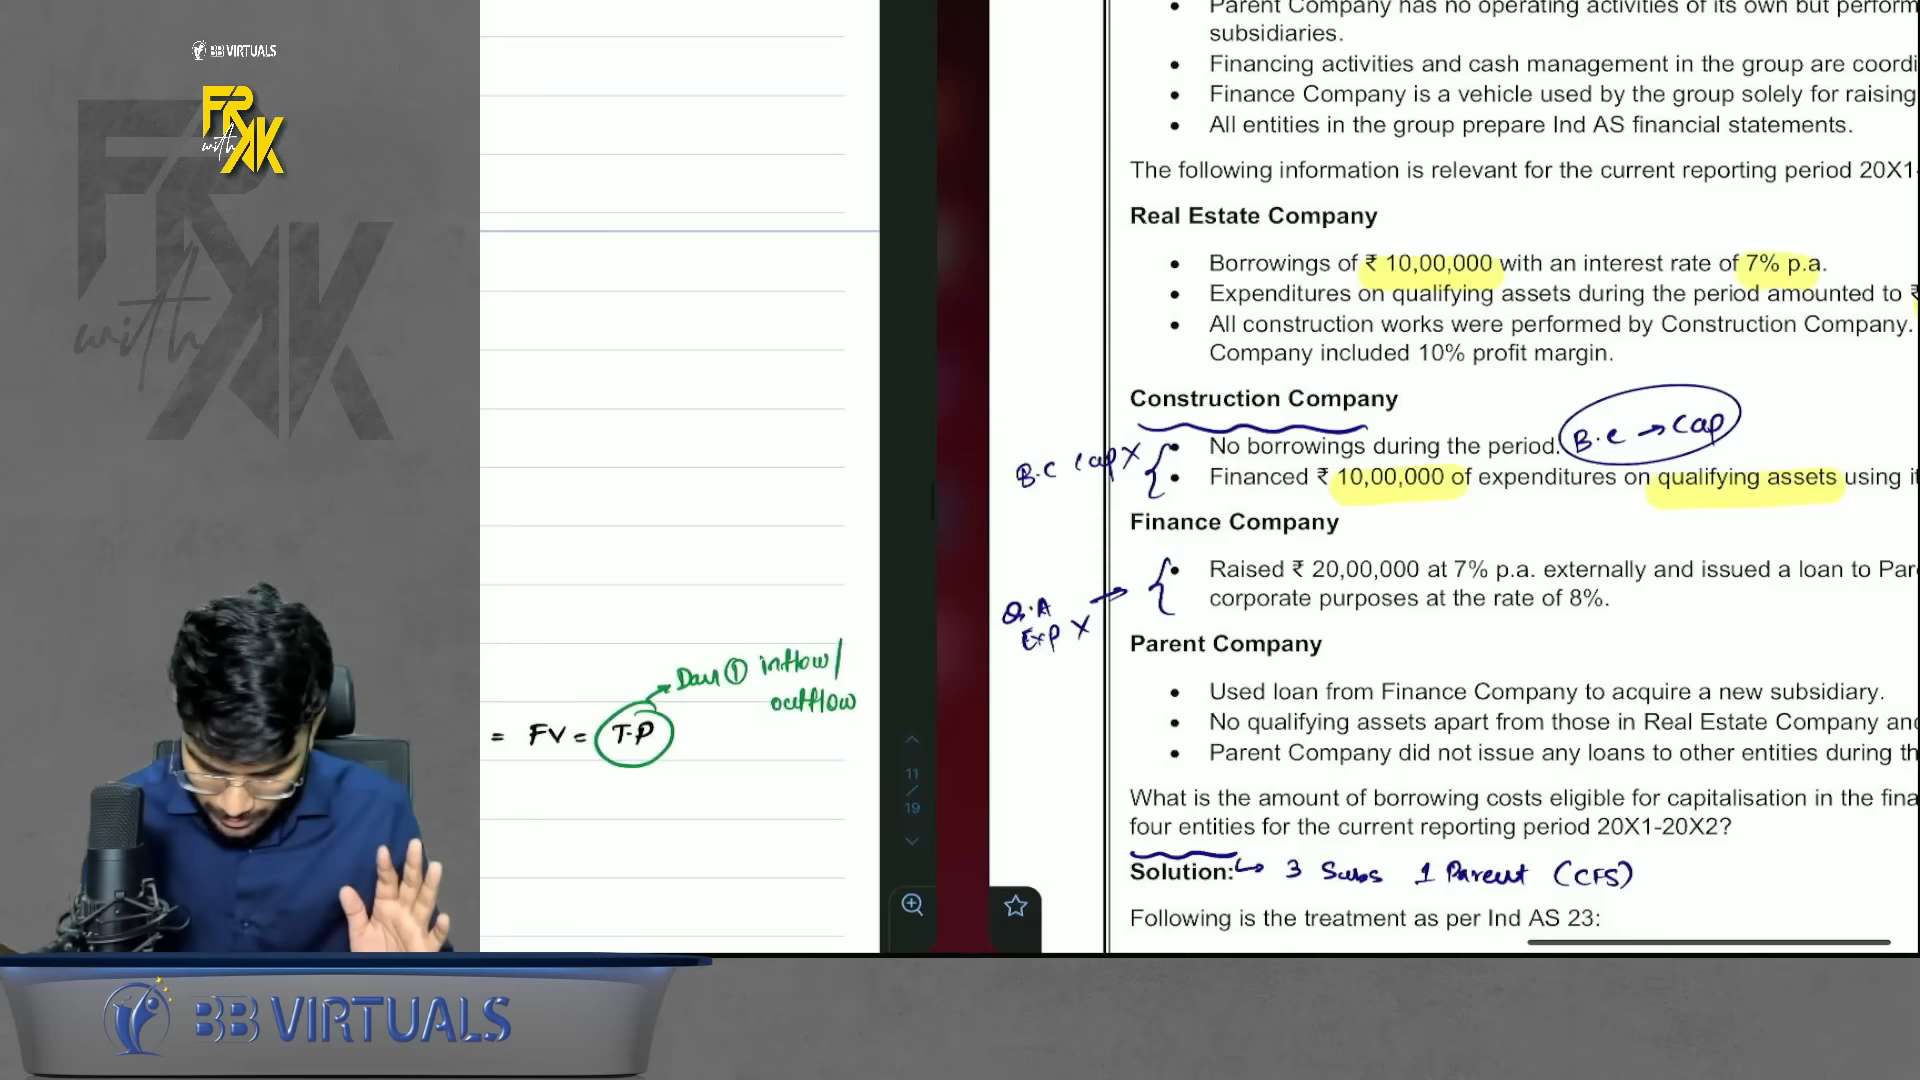 BB VIRTUALS
FR
with
AK
FR
with
AK
= FV = T.P
Day ① inflow/
outflow
11
/
19
Parent Company has no operating activities of its own but perform
subsidiaries.
Financing activities and cash management in the group are coordi
Finance Company is a vehicle used by the group solely for raising
All entities in the group prepare Ind AS financial statements.
The following information is relevant for the current reporting period 20X1-
Real Estate Company
Borrowings of ₹ 10,00,000 with an interest rate of 7% p.a.
Expenditures on qualifying assets during the period amounted to ₹
All construction works were performed by Construction Company.
Company included 10% profit margin.
Construction Company
No borrowings during the period. B.C → Cap
B.C Cap X
Financed ₹ 10,00,000 of expenditures on qualifying assets using it
Finance Company
Raised ₹ 20,00,000 at 7% p.a. externally and issued a loan to Par
corporate purposes at the rate of 8%.
Q.A
Exp X
Parent Company
Used loan from Finance Company to acquire a new subsidiary.
No qualifying assets apart from those in Real Estate Company and
Parent Company did not issue any loans to other entities during th
What is the amount of borrowing costs eligible for capitalisation in the fina
four entities for the current reporting period 20X1-20X2?
Solution: ↳ 3 Subs 1 Parent (CFS)
Following is the treatment as per Ind AS 23:
BB VIRTUALS